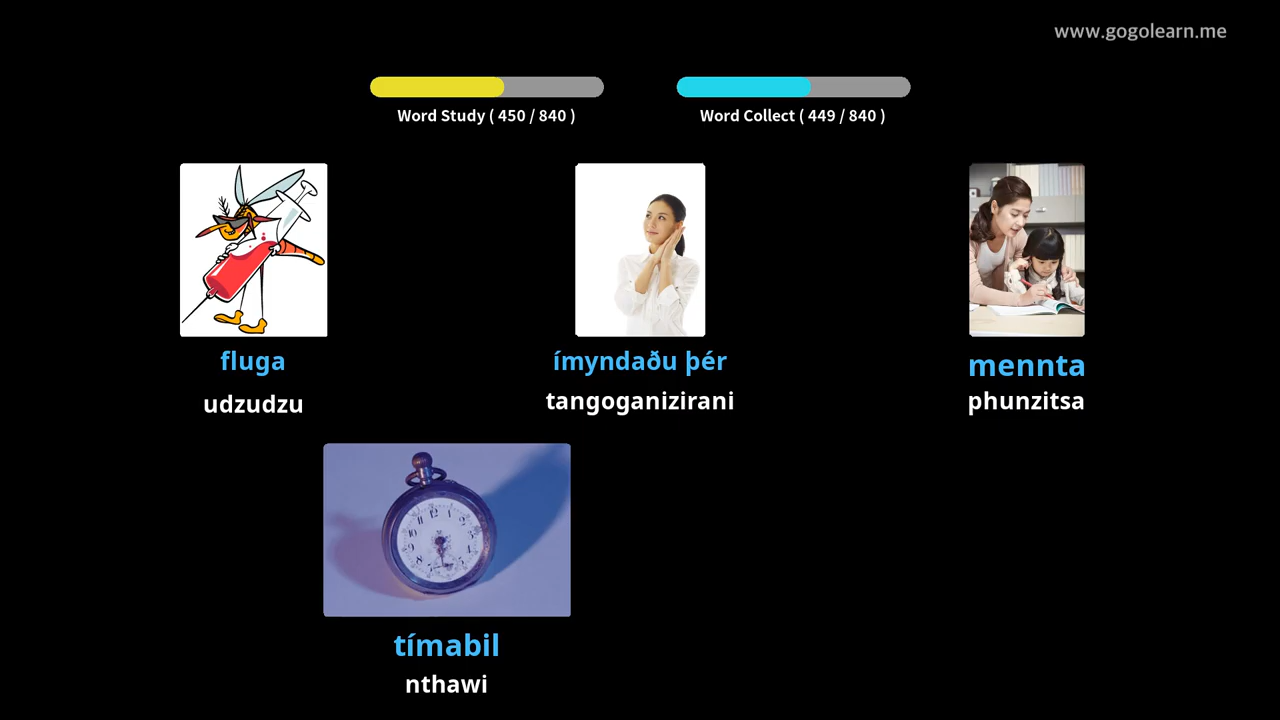 www.gogolearn.me
Word Study ( 450 / 840 )
Word Collect ( 449 / 840 )
fluga
udzudzu
ímyndaðu þér
tangoganizirani
mennta
phunzitsa
tímabil
nthawi